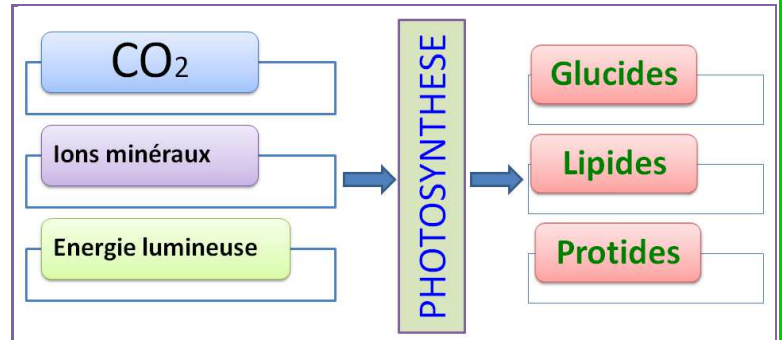 CO2
Ions minéraux
Energie lumineuse
PHOTOSYNTHESE
Glucides
Lipides
Protides